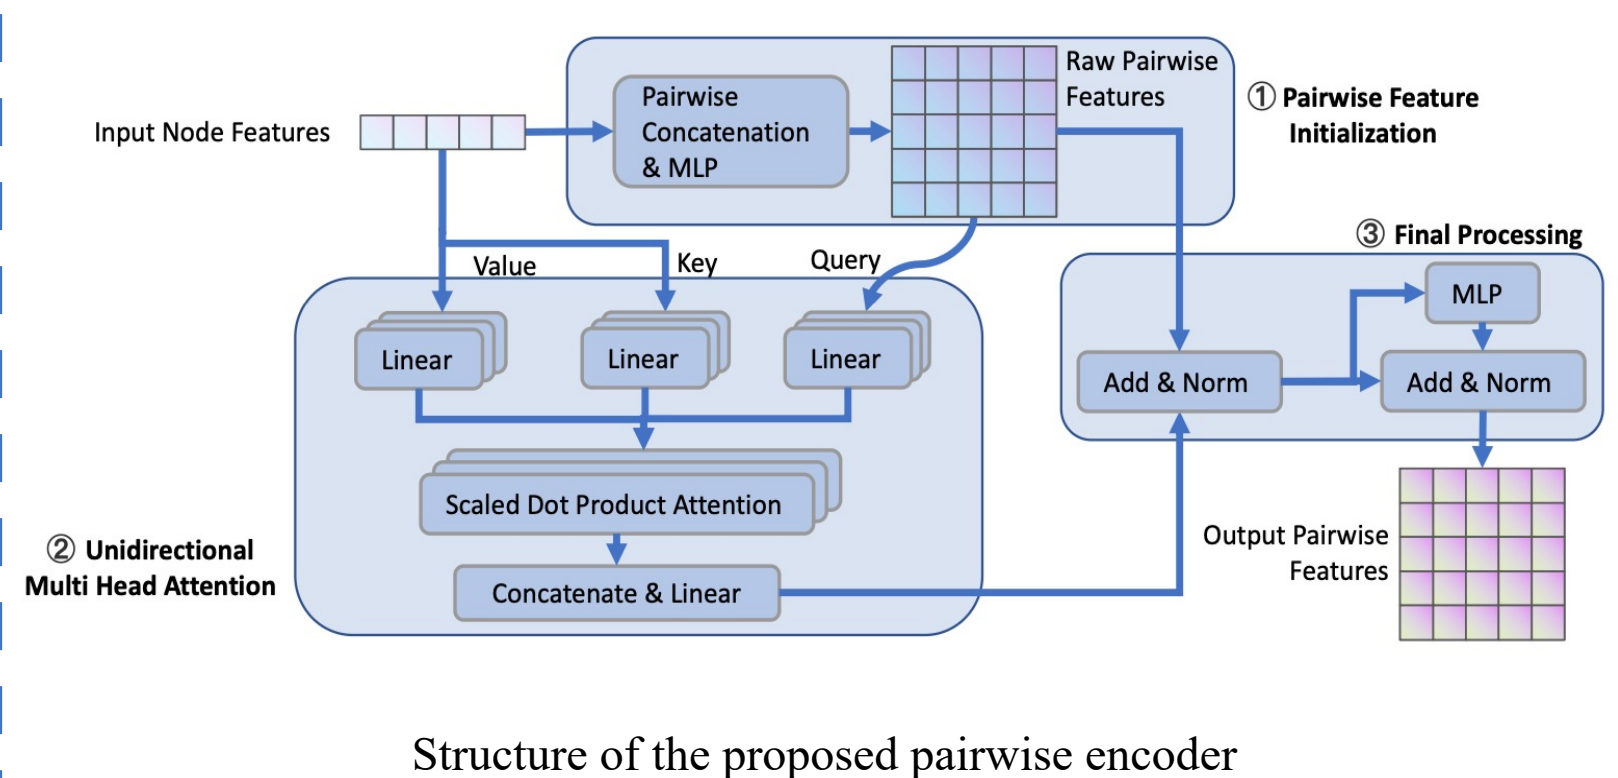 Input Node Features
Pairwise
Concatenation
& MLP
Raw Pairwise
Features
① Pairwise Feature
Initialization
Value
Key
Query
Linear
Linear
Linear
Scaled Dot Product Attention
Concatenate & Linear
② Unidirectional
Multi Head Attention
③ Final Processing
MLP
Add & Norm
Add & Norm
Output Pairwise
Features
Structure of the proposed pairwise encoder